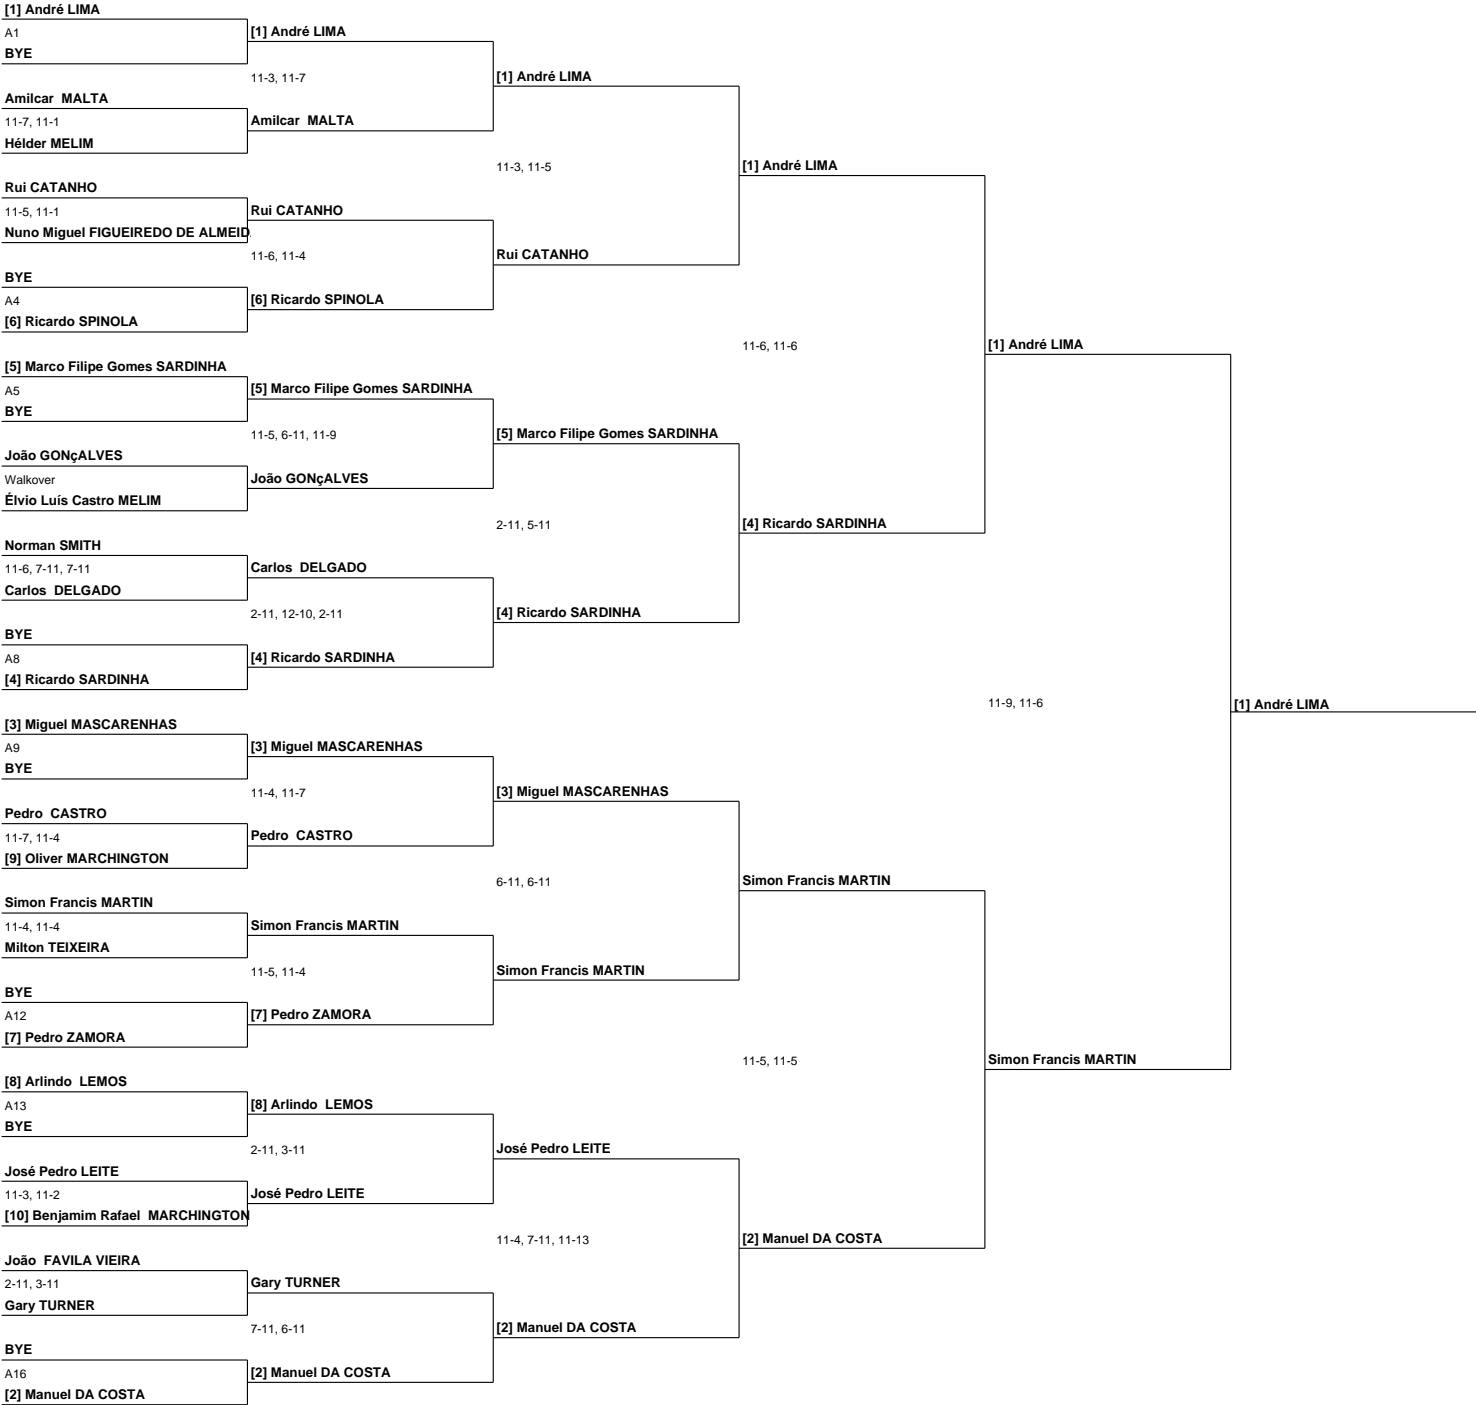 [1] André LIMA
A1
[1] André LIMA
BYE
11-3, 11-7
[1] André LIMA
Amilcar  MALTA
11-7, 11-1
Amilcar  MALTA
Hélder MELIM
11-3, 11-5
[1] André LIMA
Rui CATANHO
11-5, 11-1
Rui CATANHO
Nuno Miguel FIGUEIREDO DE ALMEID
11-6, 11-4
Rui CATANHO
BYE
A4
[6] Ricardo SPINOLA
[6] Ricardo SPINOLA
11-6, 11-6
[1] André LIMA
[5] Marco Filipe Gomes SARDINHA
A5
[5] Marco Filipe Gomes SARDINHA
BYE
11-5, 6-11, 11-9
[5] Marco Filipe Gomes SARDINHA
João GONçALVES
Walkover
João GONçALVES
Élvio Luís Castro MELIM
2-11, 5-11
[4] Ricardo SARDINHA
Norman SMITH
11-6, 7-11, 7-11
Carlos  DELGADO
Carlos  DELGADO
2-11, 12-10, 2-11
[4] Ricardo SARDINHA
BYE
A8
[4] Ricardo SARDINHA
[4] Ricardo SARDINHA
11-9, 11-6
[1] André LIMA
[3] Miguel MASCARENHAS
A9
[3] Miguel MASCARENHAS
BYE
11-4, 11-7
[3] Miguel MASCARENHAS
Pedro  CASTRO
11-7, 11-4
Pedro  CASTRO
[9] Oliver MARCHINGTON
6-11, 6-11
Simon Francis MARTIN
Simon Francis MARTIN
11-4, 11-4
Simon Francis MARTIN
Milton TEIXEIRA
11-5, 11-4
Simon Francis MARTIN
BYE
A12
[7] Pedro ZAMORA
[7] Pedro ZAMORA
11-5, 11-5
Simon Francis MARTIN
[8] Arlindo  LEMOS
A13
[8] Arlindo  LEMOS
BYE
2-11, 3-11
José Pedro LEITE
José Pedro LEITE
11-3, 11-2
José Pedro LEITE
[10] Benjamim Rafael  MARCHINGTON
11-4, 7-11, 11-13
[2] Manuel DA COSTA
João  FAVILA VIEIRA
2-11, 3-11
Gary TURNER
Gary TURNER
7-11, 6-11
[2] Manuel DA COSTA
BYE
A16
[2] Manuel DA COSTA
[2] Manuel DA COSTA